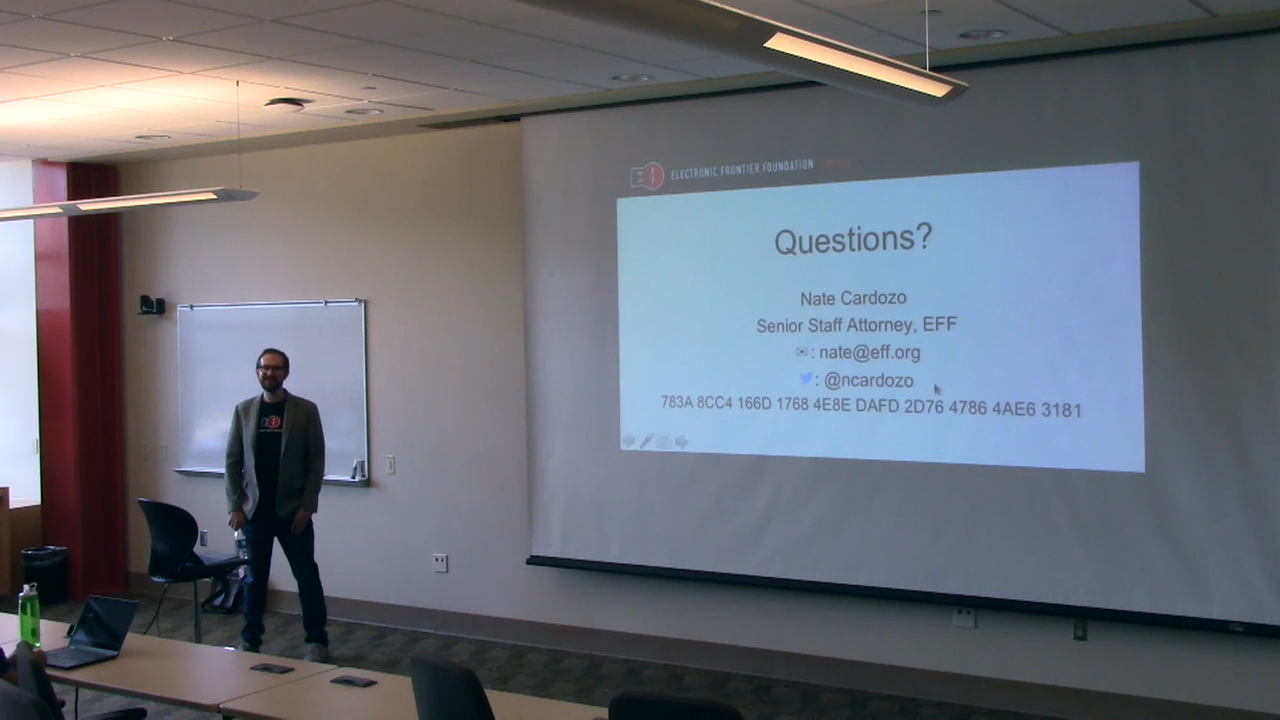 ELECTRONIC FRONTIER FOUNDATION
Questions?
Nate Cardozo
Senior Staff Attorney, EFF
✉: nate@eff.org
: @ncardozo
783A 8CC4 166D 1768 4E8E DAFD 2D76 4786 4AE6 3181